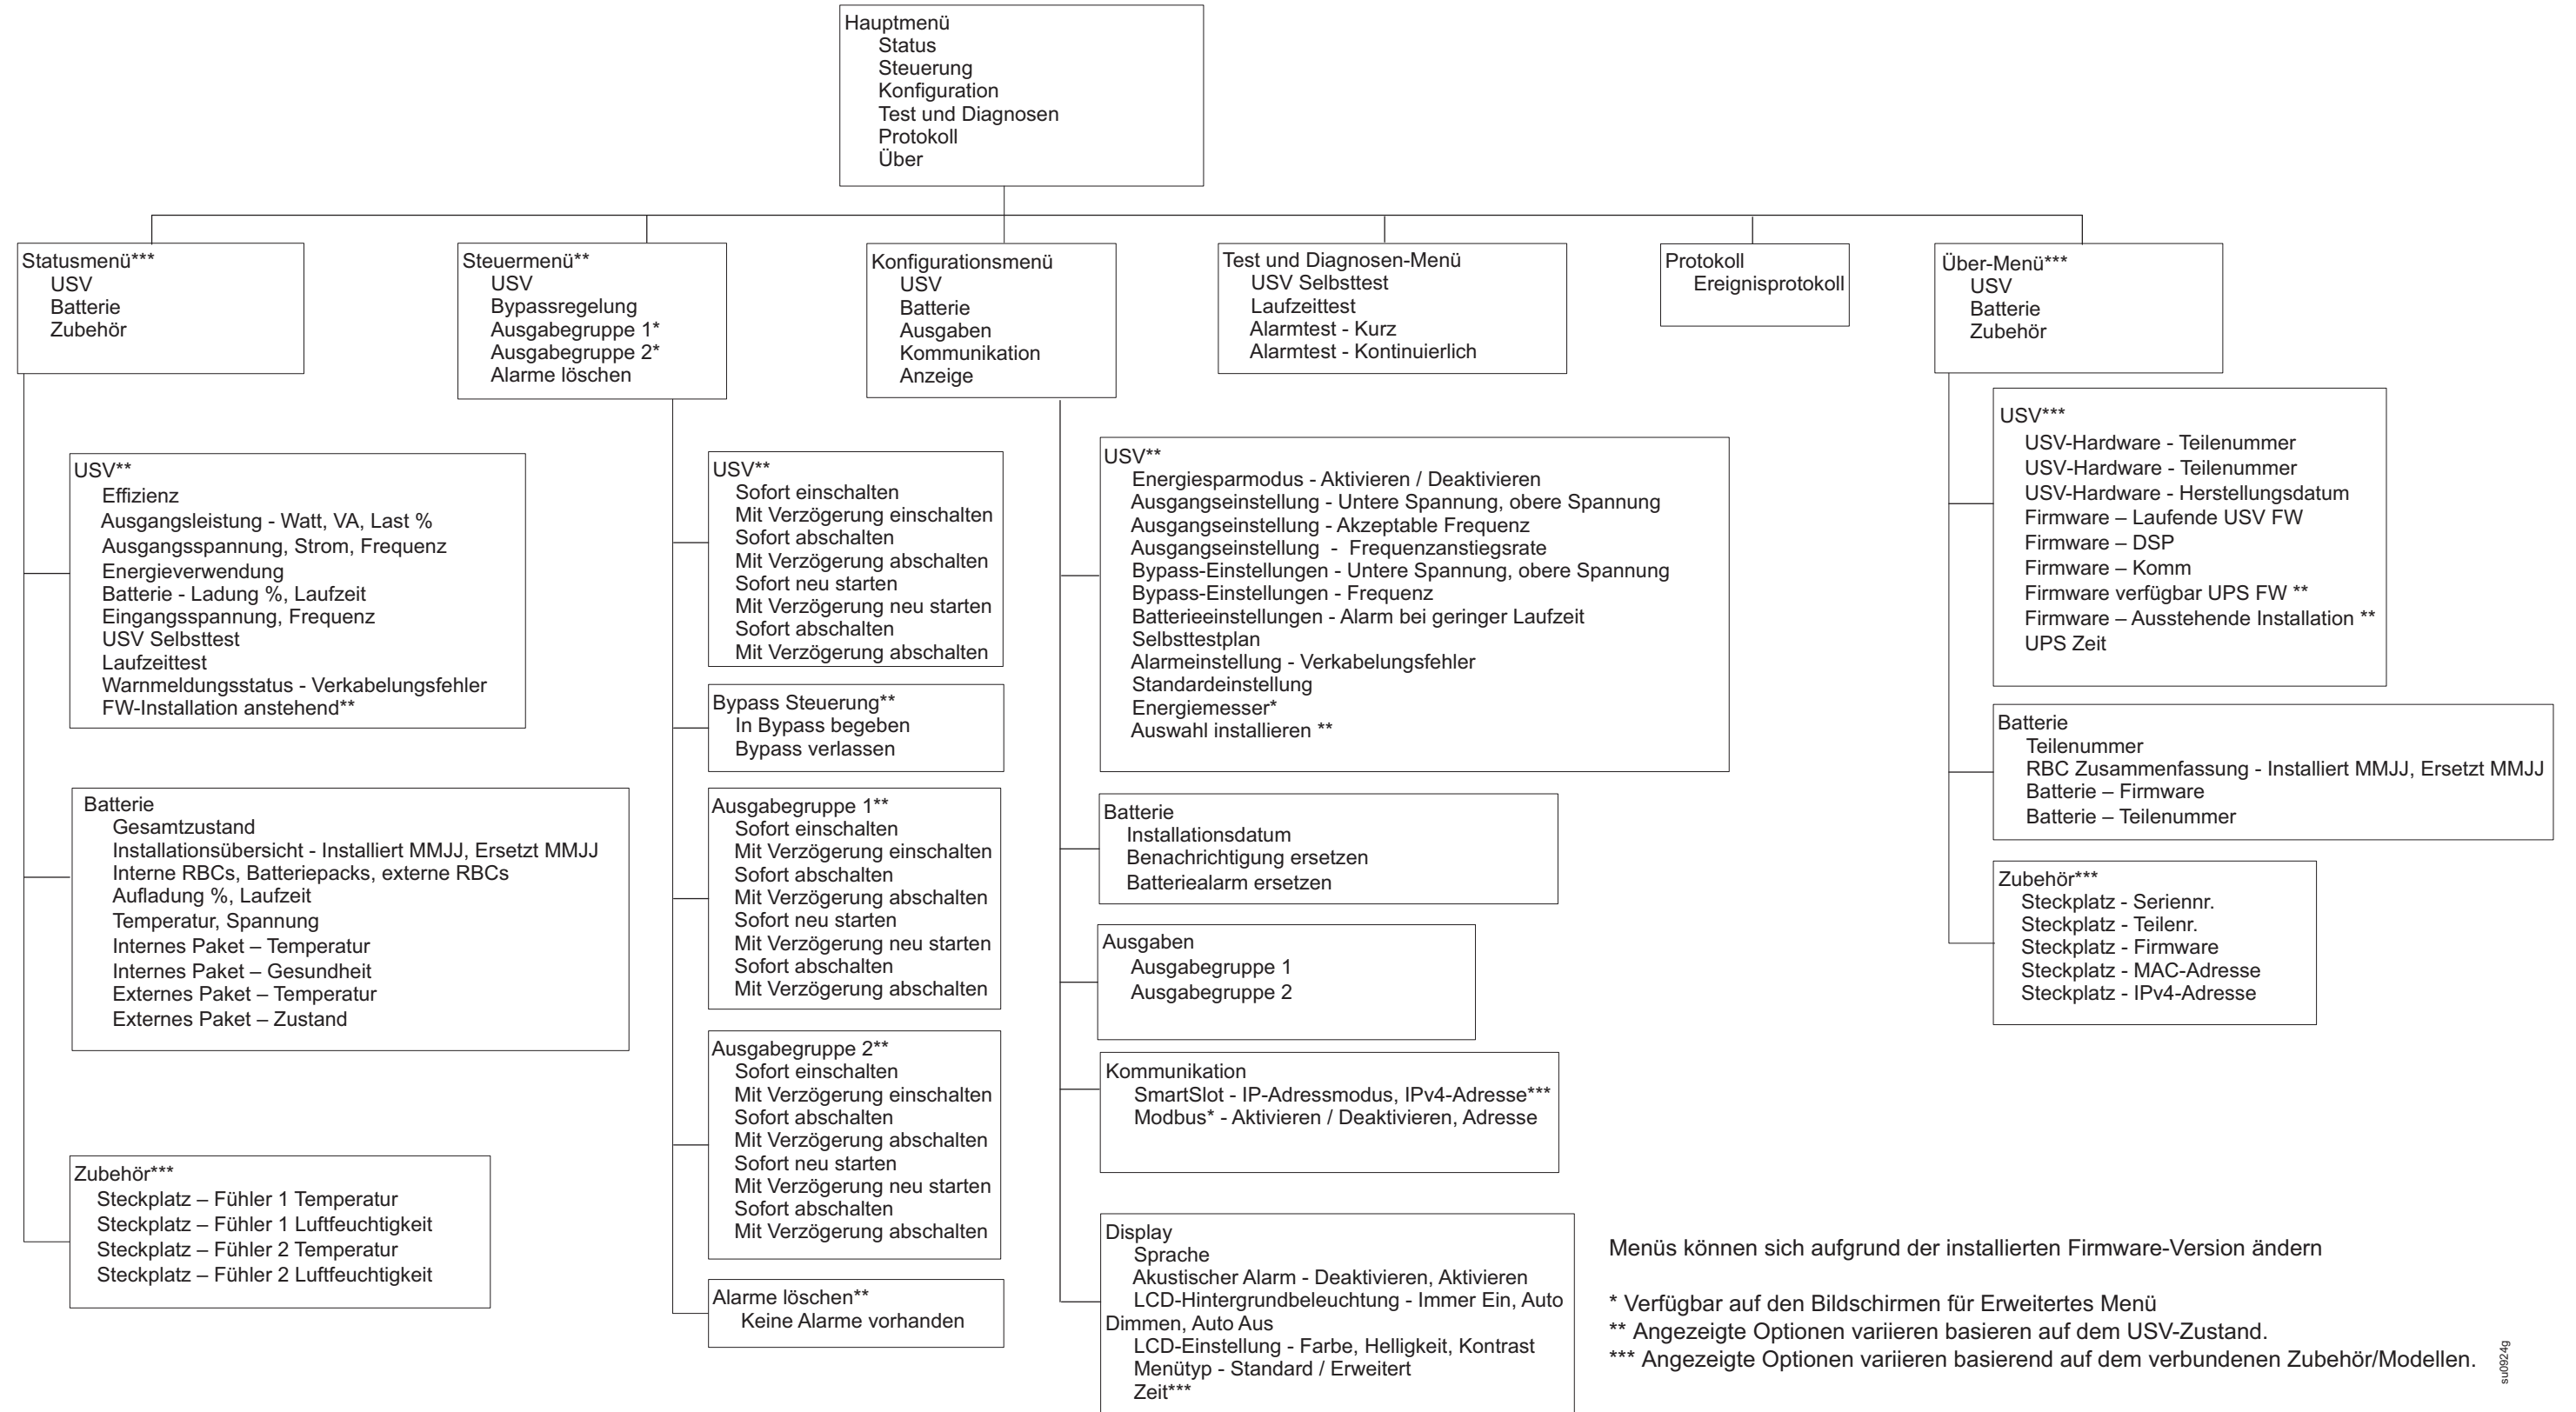 Hauptmenü
Status
Steuerung
Konfiguration
Test und Diagnosen
Protokoll
Über
Statusmenü***
USV
Batterie
Zubehör
USV**
Effizienz
Ausgangsleistung - Watt, VA, Last %
Ausgangsspannung, Strom, Frequenz
Energieverwendung
Batterie - Ladung %, Laufzeit
Eingangsspannung, Frequenz
USV Selbsttest
Laufzeittest
Warnmeldungsstatus - Verkabelungsfehler
FW-Installation anstehend**
Batterie
Gesamtzustand
Installationsübersicht - Installiert MMJJ, Ersetzt MMJJ
Interne RBCs, Batteriepacks, externe RBCs
Aufladung %, Laufzeit
Temperatur, Spannung
Internes Paket – Temperatur
Internes Paket – Gesundheit
Externes Paket – Temperatur
Externes Paket – Zustand
Zubehör***
Steckplatz – Fühler 1 Temperatur
Steckplatz – Fühler 1 Luftfeuchtigkeit
Steckplatz – Fühler 2 Temperatur
Steckplatz – Fühler 2 Luftfeuchtigkeit
Steuermenü**
USV
Bypassregelung
Ausgabegruppe 1*
Ausgabegruppe 2*
Alarme löschen
USV**
Sofort einschalten
Mit Verzögerung einschalten
Sofort abschalten
Mit Verzögerung abschalten
Sofort neu starten
Mit Verzögerung neu starten
Sofort abschalten
Mit Verzögerung abschalten
Bypass Steuerung**
In Bypass begeben
Bypass verlassen
Ausgabegruppe 1**
Sofort einschalten
Mit Verzögerung einschalten
Sofort abschalten
Mit Verzögerung abschalten
Sofort neu starten
Mit Verzögerung neu starten
Sofort abschalten
Mit Verzögerung abschalten
Ausgabegruppe 2**
Sofort einschalten
Mit Verzögerung einschalten
Sofort abschalten
Mit Verzögerung abschalten
Sofort neu starten
Mit Verzögerung neu starten
Sofort abschalten
Mit Verzögerung abschalten
Alarme löschen**
Keine Alarme vorhanden
Konfigurationsmenü
USV
Batterie
Ausgaben
Kommunikation
Anzeige
USV**
Energiesparmodus - Aktivieren / Deaktivieren
Ausgangseinstellung - Untere Spannung, obere Spannung
Ausgangseinstellung - Akzeptable Frequenz
Ausgangseinstellung - Frequenzanstiegsrate
Bypass-Einstellungen - Untere Spannung, obere Spannung
Bypass-Einstellungen - Frequenz
Batterieeinstellungen - Alarm bei geringer Laufzeit
Selbsttestplan
Alarmeinstellung - Verkabelungsfehler
Standardeinstellung
Energiemesser*
Auswahl installieren **
Batterie
Installationsdatum
Benachrichtigung ersetzen
Batteriealarm ersetzen
Ausgaben
Ausgabegruppe 1
Ausgabegruppe 2
Kommunikation
SmartSlot - IP-Adressmodus, IPv4-Adresse***
Modbus* - Aktivieren / Deaktivieren, Adresse
Display
Sprache
Akustischer Alarm - Deaktivieren, Aktivieren
LCD-Hintergrundbeleuchtung - Immer Ein, Auto
Dimmen, Auto Aus
LCD-Einstellung - Farbe, Helligkeit, Kontrast
Menütyp - Standard / Erweitert
Zeit***
Test und Diagnosen-Menü
USV Selbsttest
Laufzeittest
Alarmtest - Kurz
Alarmtest - Kontinuierlich
Protokoll
Ereignisprotokoll
Über-Menü***
USV
Batterie
Zubehör
USV***
USV-Hardware - Teilenummer
USV-Hardware - Teilenummer
USV-Hardware - Herstellungsdatum
Firmware – Laufende USV FW
Firmware – DSP
Firmware – Komm
Firmware verfügbar UPS FW **
Firmware – Ausstehende Installation **
UPS Zeit
Batterie
Teilenummer
RBC Zusammenfassung - Installiert MMJJ, Ersetzt MMJJ
Batterie – Firmware
Batterie – Teilenummer
Zubehör***
Steckplatz - Seriennr.
Steckplatz - Teilenr.
Steckplatz - Firmware
Steckplatz - MAC-Adresse
Steckplatz - IPv4-Adresse
Menüs können sich aufgrund der installierten Firmware-Version ändern
* Verfügbar auf den Bildschirmen für Erweitertes Menü
** Angezeigte Optionen variieren basieren auf dem USV-Zustand.
*** Angezeigte Optionen variieren basierend auf dem verbundenen Zubehör/Modellen.
su0924g